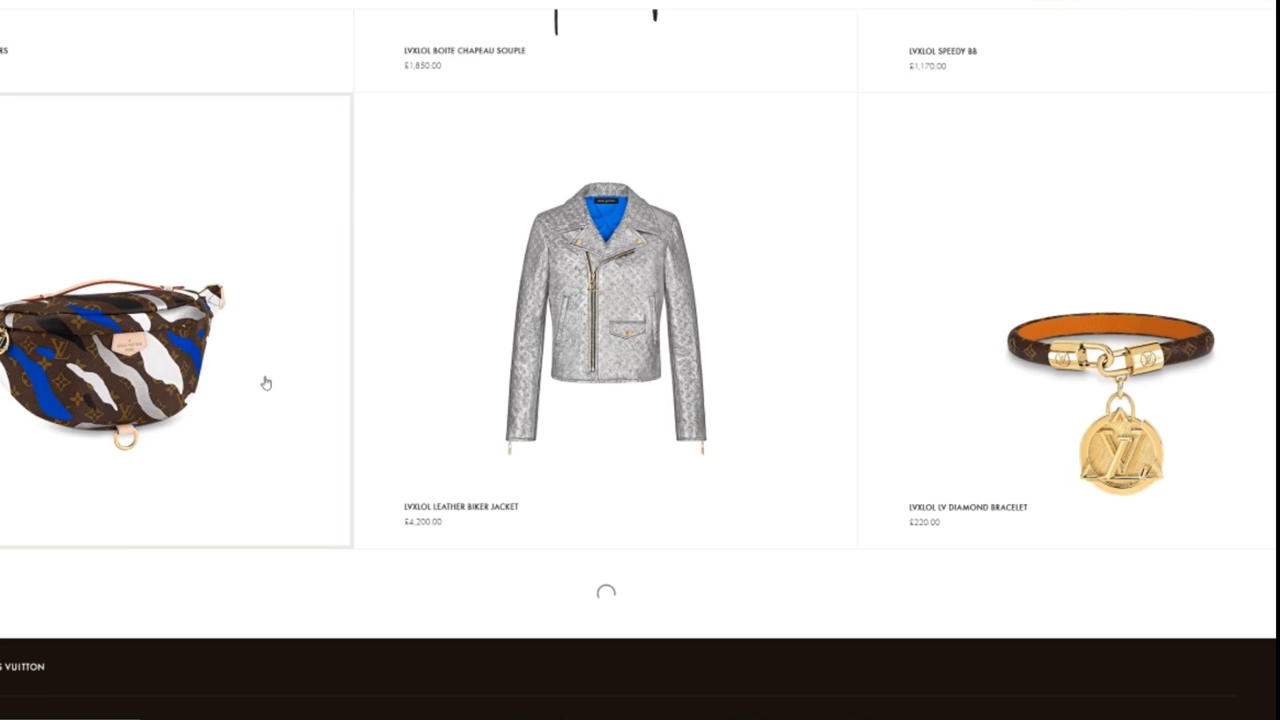 RS
LVXLOL BOITE CHAPEAU SOUPLE
£1,850.00
LVXLOL SPEEDY BB
£1,170.00
LVXLOL LEATHER BIKER JACKET
£4,200.00
LVXLOL LV DIAMOND BRACELET
£220.00
S VUITTON